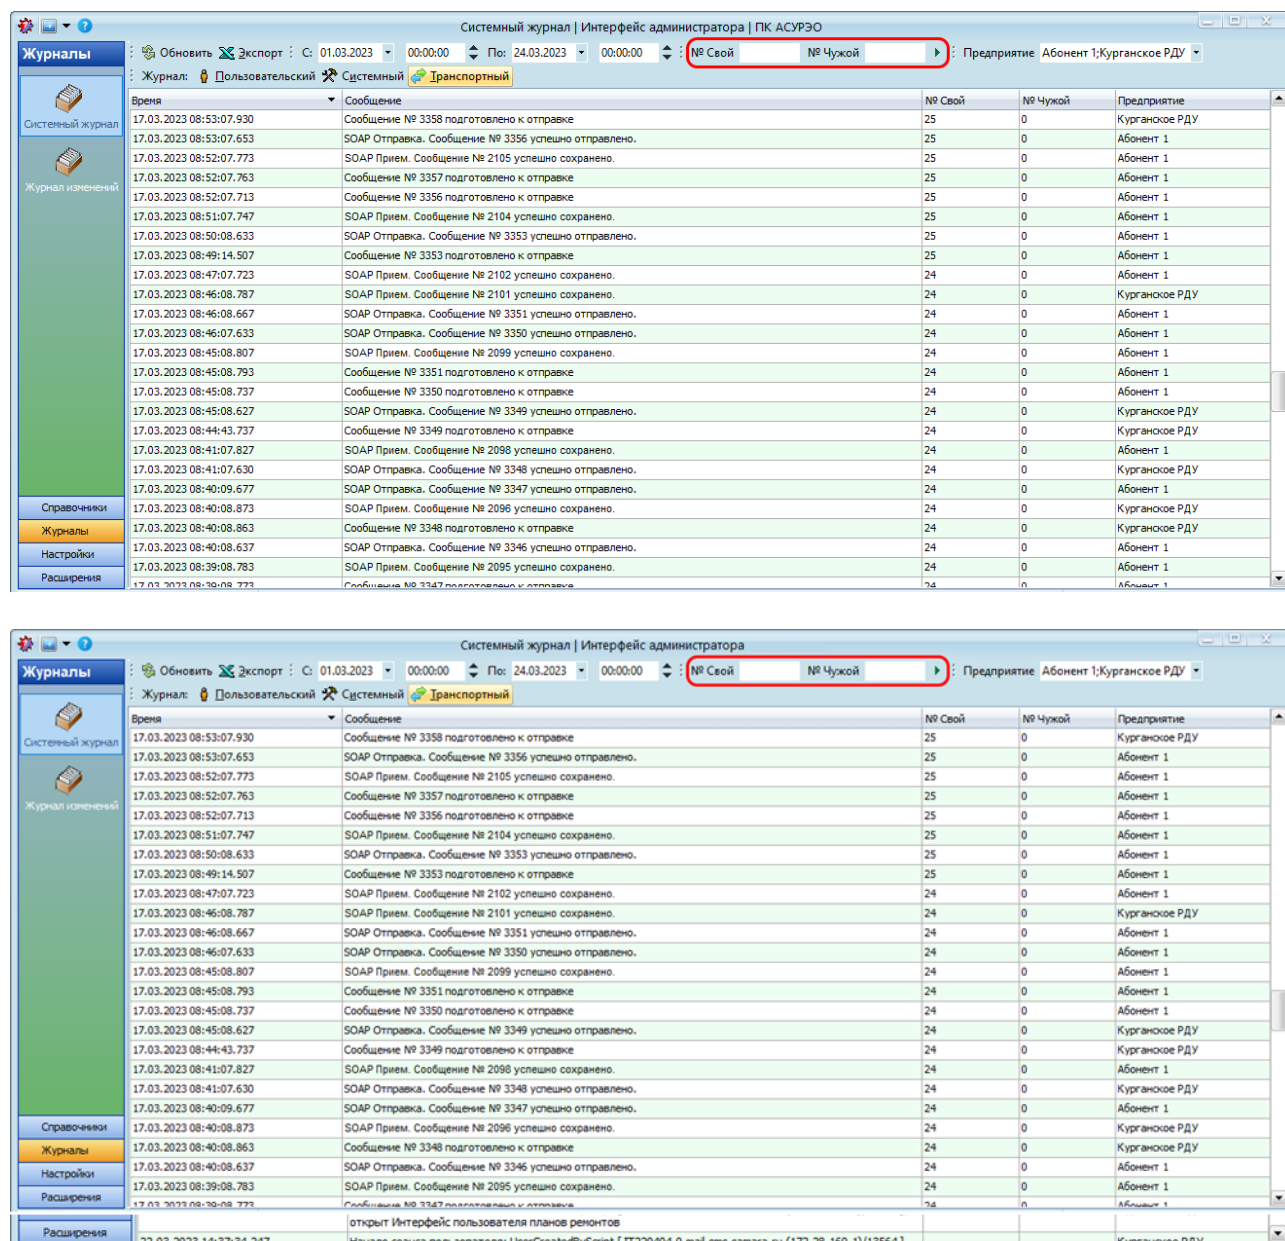 Системный журнал | Интерфейс администратора | ПК АСУРЭО
Журналы
Обновить Экспорт С: 01.03.2023 00:00:00 По: 24.03.2023 00:00:00 № Свой № Чужой Предприятие Абонент 1;Курганское РДУ
Журнал: Пользовательский Системный Транспортный
Системный журнал
Журнал изменений
Время Сообщение № Свой № Чужой Предприятие
17.03.2023 08:53:07.930 Сообщение № 3358 подготовлено к отправке 25 0 Курганское РДУ
17.03.2023 08:53:07.653 SOAP Отправка. Сообщение № 3356 успешно отправлено. 25 0 Абонент 1
17.03.2023 08:52:07.773 SOAP Прием. Сообщение № 2105 успешно сохранено. 25 0 Абонент 1
17.03.2023 08:52:07.763 Сообщение № 3357 подготовлено к отправке 25 0 Абонент 1
17.03.2023 08:52:07.713 Сообщение № 3356 подготовлено к отправке 25 0 Абонент 1
17.03.2023 08:51:07.747 SOAP Прием. Сообщение № 2104 успешно сохранено. 25 0 Абонент 1
17.03.2023 08:50:08.633 SOAP Отправка. Сообщение № 3353 успешно отправлено. 25 0 Абонент 1
17.03.2023 08:49:14.507 Сообщение № 3353 подготовлено к отправке 25 0 Абонент 1
17.03.2023 08:47:07.723 SOAP Прием. Сообщение № 2102 успешно сохранено. 24 0 Абонент 1
17.03.2023 08:46:08.787 SOAP Прием. Сообщение № 2101 успешно сохранено. 24 0 Курганское РДУ
17.03.2023 08:46:08.667 SOAP Отправка. Сообщение № 3351 успешно отправлено. 24 0 Абонент 1
17.03.2023 08:46:07.633 SOAP Отправка. Сообщение № 3350 успешно отправлено. 24 0 Абонент 1
17.03.2023 08:45:08.807 SOAP Прием. Сообщение № 2099 успешно сохранено. 24 0 Абонент 1
17.03.2023 08:45:08.793 Сообщение № 3351 подготовлено к отправке 24 0 Абонент 1
17.03.2023 08:45:08.737 Сообщение № 3350 подготовлено к отправке 24 0 Абонент 1
17.03.2023 08:45:08.627 SOAP Отправка. Сообщение № 3349 успешно отправлено. 24 0 Курганское РДУ
17.03.2023 08:44:43.737 Сообщение № 3349 подготовлено к отправке 24 0 Курганское РДУ
17.03.2023 08:41:07.827 SOAP Прием. Сообщение № 2098 успешно сохранено. 24 0 Абонент 1
17.03.2023 08:41:07.630 SOAP Отправка. Сообщение № 3348 успешно отправлено. 24 0 Курганское РДУ
17.03.2023 08:40:09.677 SOAP Отправка. Сообщение № 3347 успешно отправлено. 24 0 Абонент 1
17.03.2023 08:40:08.873 SOAP Прием. Сообщение № 2096 успешно сохранено. 24 0 Курганское РДУ
17.03.2023 08:40:08.863 Сообщение № 3348 подготовлено к отправке 24 0 Курганское РДУ
17.03.2023 08:40:08.637 SOAP Отправка. Сообщение № 3346 успешно отправлено. 24 0 Абонент 1
17.03.2023 08:39:08.783 SOAP Прием. Сообщение № 2095 успешно сохранено. 24 0 Абонент 1
17.03.2023 08:39:08.773 Сообщение № 3347 подготовлено к отправке 24 0 Абонент 1
Справочники
Журналы
Настройки
Расширения
Системный журнал | Интерфейс администратора
Журналы
Обновить Экспорт С: 01.03.2023 00:00:00 По: 24.03.2023 00:00:00 № Свой № Чужой Предприятие Абонент 1;Курганское РДУ
Журнал: Пользовательский Системный Транспортный
Системный журнал
Журнал изменений
Время Сообщение № Свой № Чужой Предприятие
17.03.2023 08:53:07.930 Сообщение № 3358 подготовлено к отправке 25 0 Курганское РДУ
17.03.2023 08:53:07.653 SOAP Отправка. Сообщение № 3356 успешно отправлено. 25 0 Абонент 1
17.03.2023 08:52:07.773 SOAP Прием. Сообщение № 2105 успешно сохранено. 25 0 Абонент 1
17.03.2023 08:52:07.763 Сообщение № 3357 подготовлено к отправке 25 0 Абонент 1
17.03.2023 08:52:07.713 Сообщение № 3356 подготовлено к отправке 25 0 Абонент 1
17.03.2023 08:51:07.747 SOAP Прием. Сообщение № 2104 успешно сохранено. 25 0 Абонент 1
17.03.2023 08:50:08.633 SOAP Отправка. Сообщение № 3353 успешно отправлено. 25 0 Абонент 1
17.03.2023 08:49:14.507 Сообщение № 3353 подготовлено к отправке 25 0 Абонент 1
17.03.2023 08:47:07.723 SOAP Прием. Сообщение № 2102 успешно сохранено. 24 0 Абонент 1
17.03.2023 08:46:08.787 SOAP Прием. Сообщение № 2101 успешно сохранено. 24 0 Курганское РДУ
17.03.2023 08:46:08.667 SOAP Отправка. Сообщение № 3351 успешно отправлено. 24 0 Абонент 1
17.03.2023 08:46:07.633 SOAP Отправка. Сообщение № 3350 успешно отправлено. 24 0 Абонент 1
17.03.2023 08:45:08.807 SOAP Прием. Сообщение № 2099 успешно сохранено. 24 0 Абонент 1
17.03.2023 08:45:08.793 Сообщение № 3351 подготовлено к отправке 24 0 Абонент 1
17.03.2023 08:45:08.737 Сообщение № 3350 подготовлено к отправке 24 0 Абонент 1
17.03.2023 08:45:08.627 SOAP Отправка. Сообщение № 3349 успешно отправлено. 24 0 Курганское РДУ
17.03.2023 08:44:43.737 Сообщение № 3349 подготовлено к отправке 24 0 Курганское РДУ
17.03.2023 08:41:07.827 SOAP Прием. Сообщение № 2098 успешно сохранено. 24 0 Абонент 1
17.03.2023 08:41:07.630 SOAP Отправка. Сообщение № 3348 успешно отправлено. 24 0 Курганское РДУ
17.03.2023 08:40:09.677 SOAP Отправка. Сообщение № 3347 успешно отправлено. 24 0 Абонент 1
17.03.2023 08:40:08.873 SOAP Прием. Сообщение № 2096 успешно сохранено. 24 0 Курганское РДУ
17.03.2023 08:40:08.863 Сообщение № 3348 подготовлено к отправке 24 0 Курганское РДУ
17.03.2023 08:40:08.637 SOAP Отправка. Сообщение № 3346 успешно отправлено. 24 0 Абонент 1
17.03.2023 08:39:08.783 SOAP Прием. Сообщение № 2095 успешно сохранено. 24 0 Абонент 1
17.03.2023 08:39:08.773 Сообщение № 3347 подготовлено к отправке 24 0 Абонент 1
Справочники
Журналы
Настройки
Расширения
открыт Интерфейс пользователя планов ремонтов
Расширения
22.03.2023 14:37:34.247 Начало сеанса пользователя: UserCreatedByScript Курганское РДУ